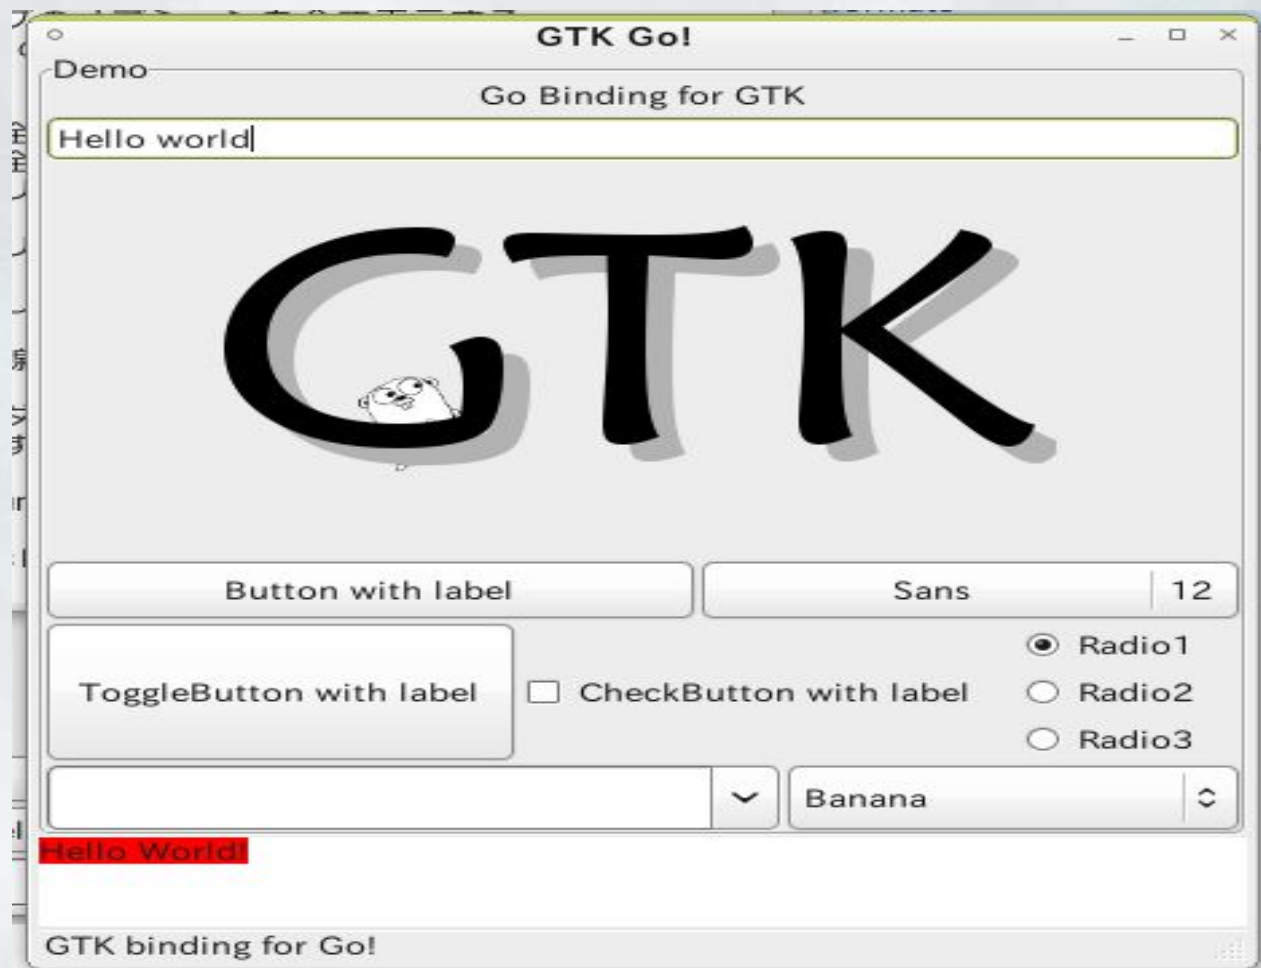 GTK Go!
Demo
Go Binding for GTK
Hello world
GTK
Button with label
Sans 12
ToggleButton with label
CheckButton with label
Radio1
Radio2
Radio3
Banana
Hello World!
GTK binding for Go!